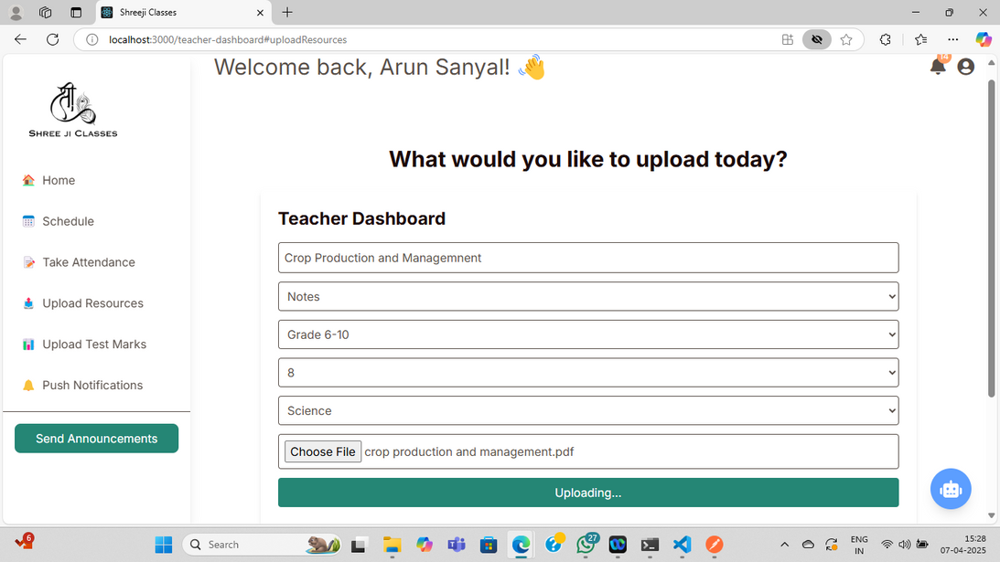 Shreeji Classes
localhost:3000/teacher-dashboard#uploadResources
Welcome back, Arun Sanyal! 👋
14
श्री
SHREE JI CLASSES
Home
Schedule
Take Attendance
Upload Resources
Upload Test Marks
Push Notifications
Send Announcements
What would you like to upload today?
Teacher Dashboard
Crop Production and Managemnent
Notes
Grade 6-10
8
Science
Choose File crop production and management.pdf
Uploading...
6
Search
27
ENG
IN
15:28
07-04-2025